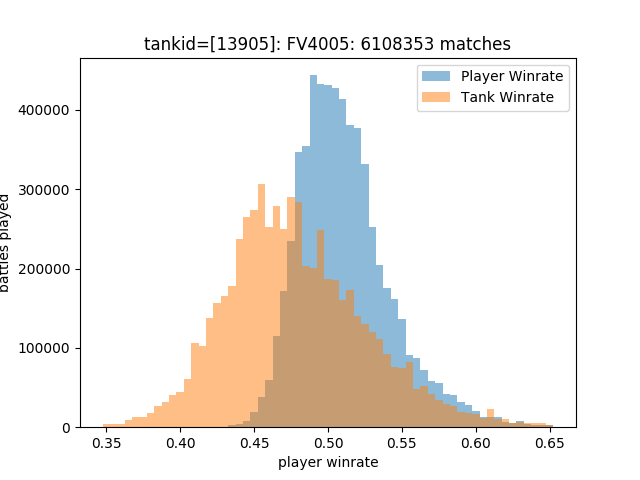 tankid=[13905]: FV4005: 6108353 matches
Player Winrate
Tank Winrate
400000
300000
200000
100000
0
battles played
0.35 0.40 0.45 0.50 0.55 0.60 0.65
player winrate